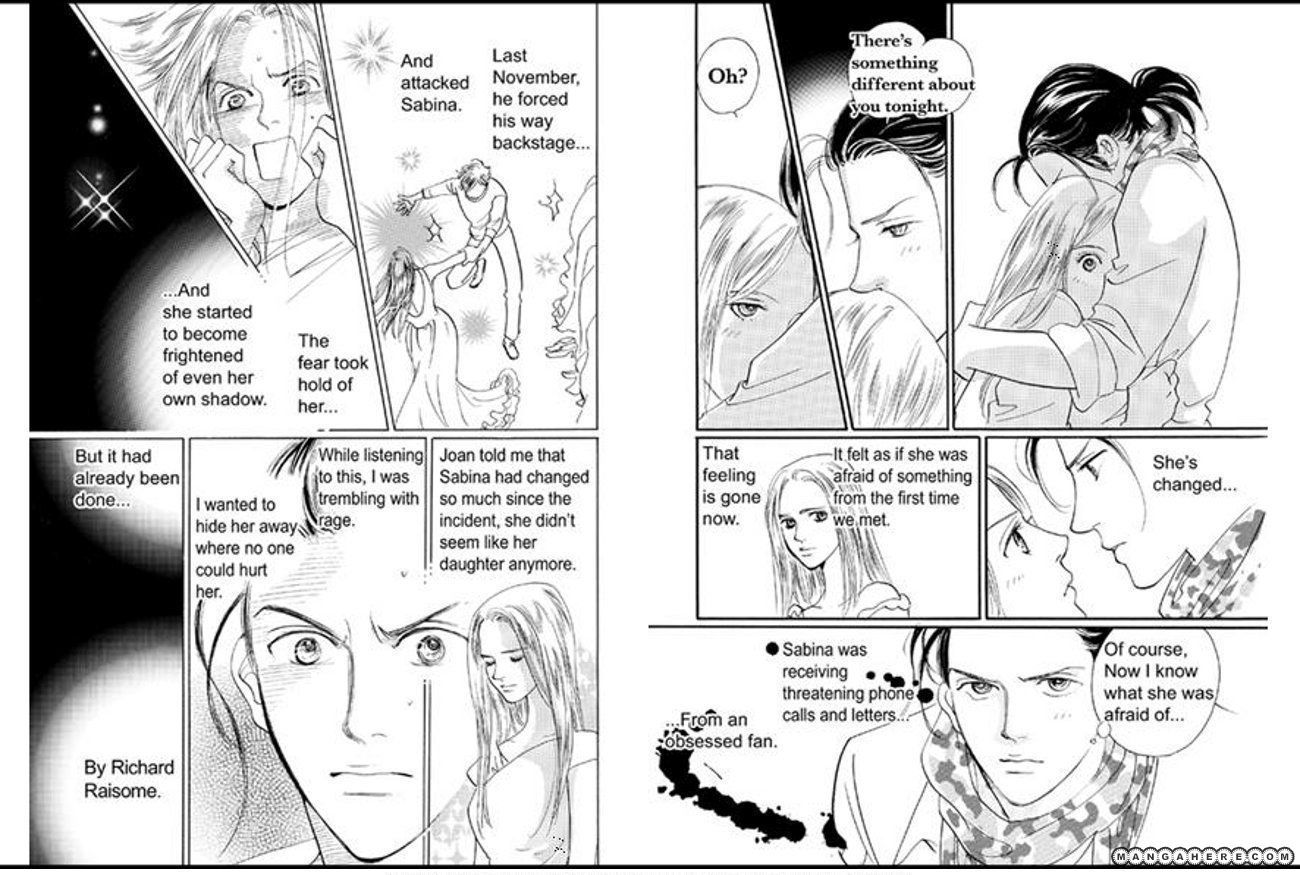 There's
something
different about
you tonight.
Oh?
She's
changed...
It felt as if she was
afraid of something
from the first time
we met.
That
feeling
is gone
now.
Of course,
Now I know
what she was
afraid of...
Sabina was
receiving
threatening phone
calls and letters...
...From an
obsessed fan.
Last
November,
he forced
his way
backstage...
And
attacked
Sabina.
The
fear took
hold of
her...
...And
she started
to become
frightened
of even her
own shadow.
Joan told me that
Sabina had changed
so much since the
incident, she didn't
seem like her
daughter anymore.
While listening
to this, I was
trembling with
rage.
I wanted to
hide her away
where no one
could hurt
her.
But it had
already been
done...
By Richard
Raisome.
MANGAHERE.COM